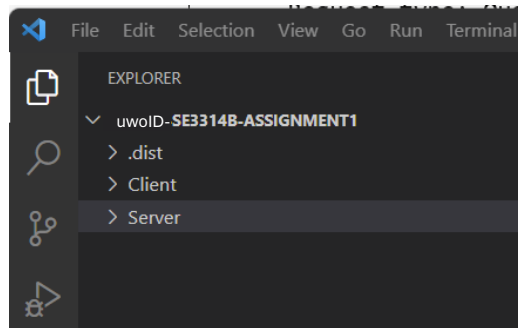 File Edit Selection View Go Run Terminal
EXPLORER
uwoID-SE3314B-ASSIGNMENT1
.dist
Client
Server